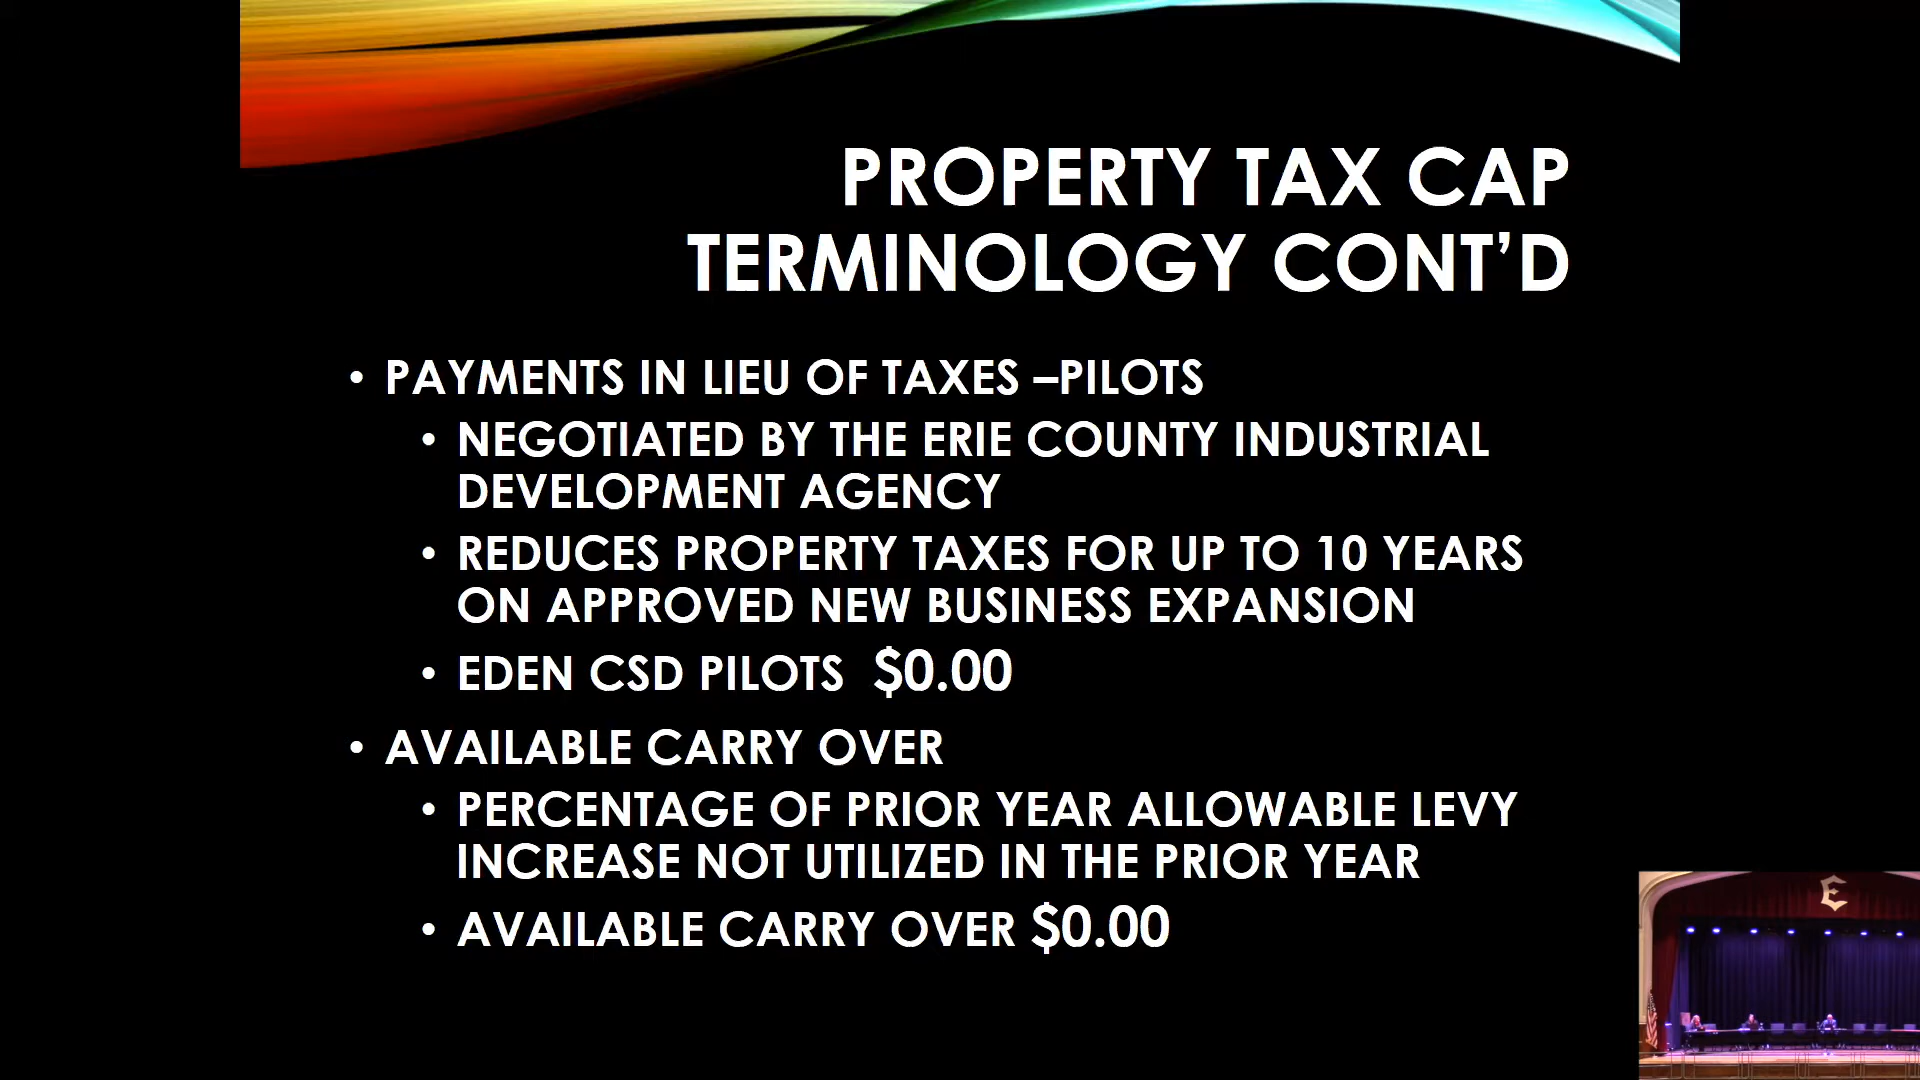 PROPERTY TAX CAP
TERMINOLOGY CONT’D
• PAYMENTS IN LIEU OF TAXES –PILOTS
• NEGOTIATED BY THE ERIE COUNTY INDUSTRIAL
DEVELOPMENT AGENCY
• REDUCES PROPERTY TAXES FOR UP TO 10 YEARS
ON APPROVED NEW BUSINESS EXPANSION
• EDEN CSD PILOTS $0.00
• AVAILABLE CARRY OVER
• PERCENTAGE OF PRIOR YEAR ALLOWABLE LEVY
INCREASE NOT UTILIZED IN THE PRIOR YEAR
• AVAILABLE CARRY OVER $0.00
E